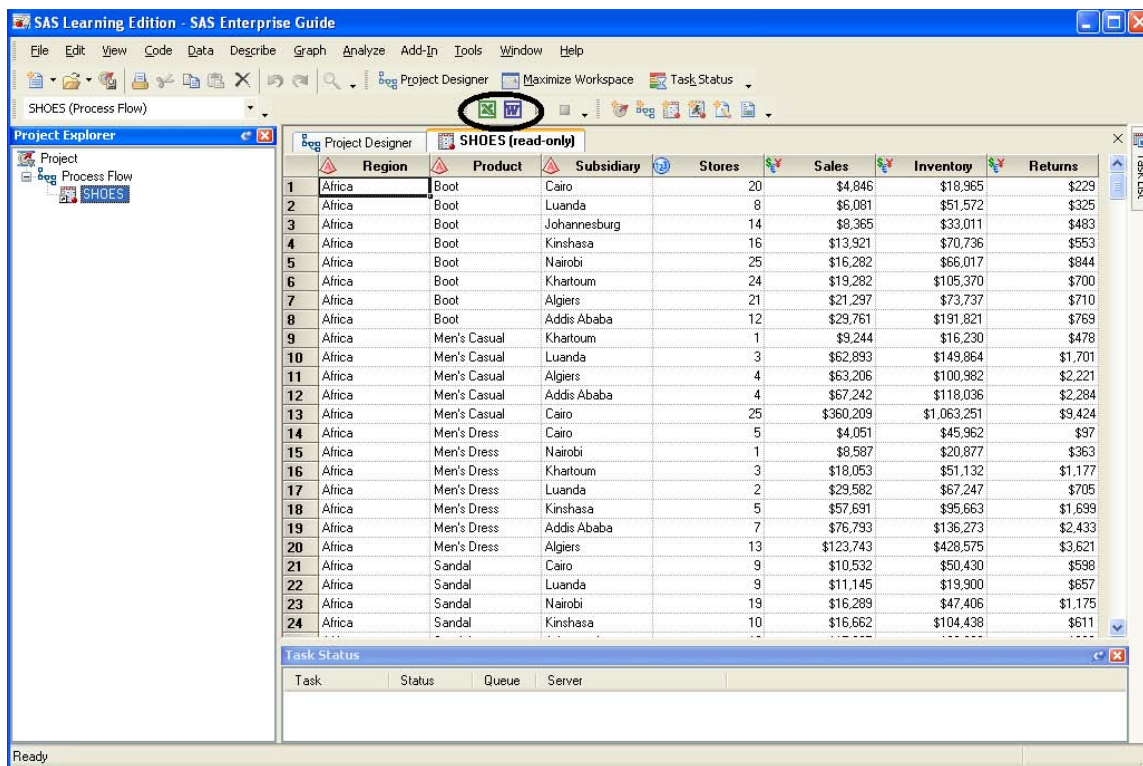 SAS Learning Edition - SAS Enterprise Guide
File Edit View Code Data Describe Graph Analyze Add-In Tools Window Help
Project Designer Maximize Workspace Task Status
SHOES (Process Flow)
Project Explorer
Project
Process Flow
SHOES
Project Designer SHOES (read-only)
Task List
Region Product Subsidiary Stores Sales Inventory Returns
1 Africa Boot Cairo 20 $4,846 $18,965 $229
2 Africa Boot Luanda 8 $6,081 $51,572 $325
3 Africa Boot Johannesburg 14 $8,365 $33,011 $483
4 Africa Boot Kinshasa 16 $13,921 $70,736 $553
5 Africa Boot Nairobi 25 $16,282 $66,017 $844
6 Africa Boot Khartoum 24 $19,282 $105,370 $700
7 Africa Boot Algiers 21 $21,297 $73,737 $710
8 Africa Boot Addis Ababa 12 $29,761 $191,821 $769
9 Africa Men's Casual Khartoum 1 $9,244 $16,230 $478
10 Africa Men's Casual Luanda 3 $62,893 $149,864 $1,701
11 Africa Men's Casual Algiers 4 $63,206 $100,982 $2,221
12 Africa Men's Casual Addis Ababa 4 $67,242 $118,036 $2,284
13 Africa Men's Casual Cairo 25 $360,209 $1,063,251 $9,424
14 Africa Men's Dress Cairo 5 $4,051 $45,962 $97
15 Africa Men's Dress Nairobi 1 $8,587 $20,877 $363
16 Africa Men's Dress Khartoum 3 $18,053 $51,132 $1,177
17 Africa Men's Dress Luanda 2 $29,582 $67,247 $705
18 Africa Men's Dress Kinshasa 5 $57,691 $95,663 $1,699
19 Africa Men's Dress Addis Ababa 7 $76,793 $136,273 $2,433
20 Africa Men's Dress Algiers 13 $123,743 $428,575 $3,621
21 Africa Sandal Cairo 9 $10,532 $50,430 $598
22 Africa Sandal Luanda 9 $11,145 $19,900 $657
23 Africa Sandal Nairobi 19 $16,289 $47,406 $1,175
24 Africa Sandal Kinshasa 10 $16,662 $104,438 $611
Task Status
Task Status Queue Server
Ready